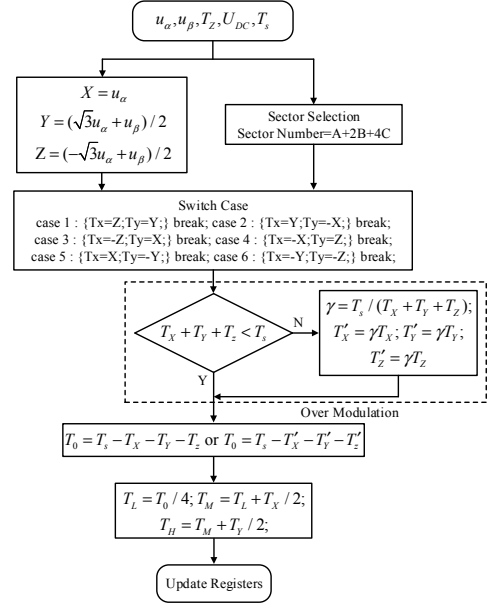 u_α, u_β, T_Z, U_DC, T_s
X = u_α
Y = (√3u_α + u_β) / 2
Z = (-√3u_α + u_β) / 2
Sector Selection
Sector Number=A+2B+4C
Switch Case
case 1 : {Tx=Z;Ty=Y;} break; case 2 : {Tx=Y;Ty=-X;} break;
case 3 : {Tx=-Z;Ty=X;} break; case 4 : {Tx=-X;Ty=Z;} break;
case 5 : {Tx=X;Ty=-Y;} break; case 6 : {Tx=-Y;Ty=-Z;} break;
T_X + T_Y + T_z < T_s
N
Y
γ = T_s / (T_X + T_Y + T_Z);
T′_X = γT_X; T′_Y = γT_Y;
T′_Z = γT_Z
Over Modulation
T_0 = T_s − T_X − T_Y − T_z or T_0 = T_s − T′_X − T′_Y − T′_z
T_L = T_0 / 4; T_M = T_L + T_X / 2;
T_H = T_M + T_Y / 2;
Update Registers